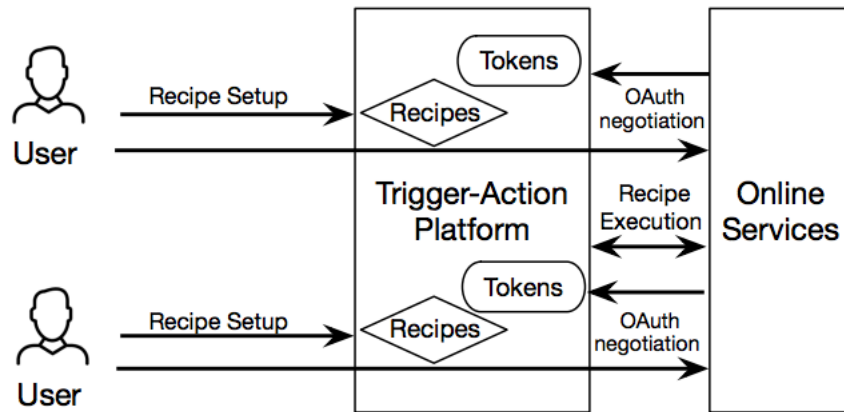 Tokens
Recipe Setup
Recipes
OAuth
negotiation
User
Trigger-Action
Platform
Recipe
Execution
Online
Services
Tokens
Recipe Setup
Recipes
OAuth
negotiation
User